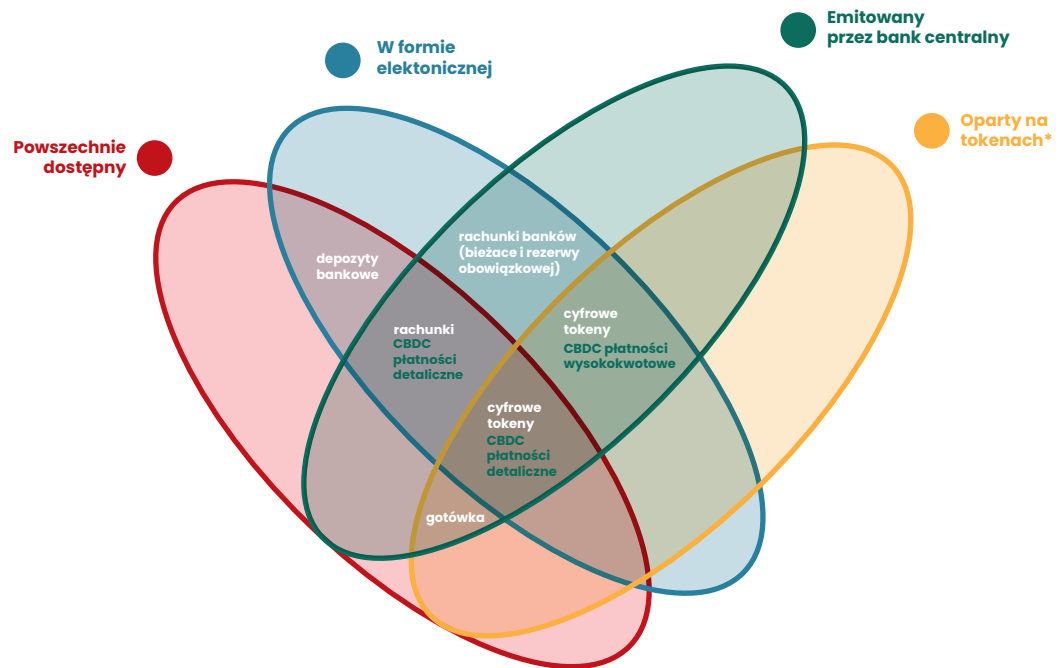 Emitowany
przez bank centralny
W formie
elektonicznej
Oparty na
tokenach*
Powszechnie
dostępny
rachunki banków
(bieżace i rezerwy
obowiązkowej)
depozyty
bankowe
cyfrowe
tokeny
CBDC płatności
wysokokwotowe
rachunki
CBDC
płatności
detaliczne
cyfrowe
tokeny
CBDC
płatności
detaliczne
gotówka